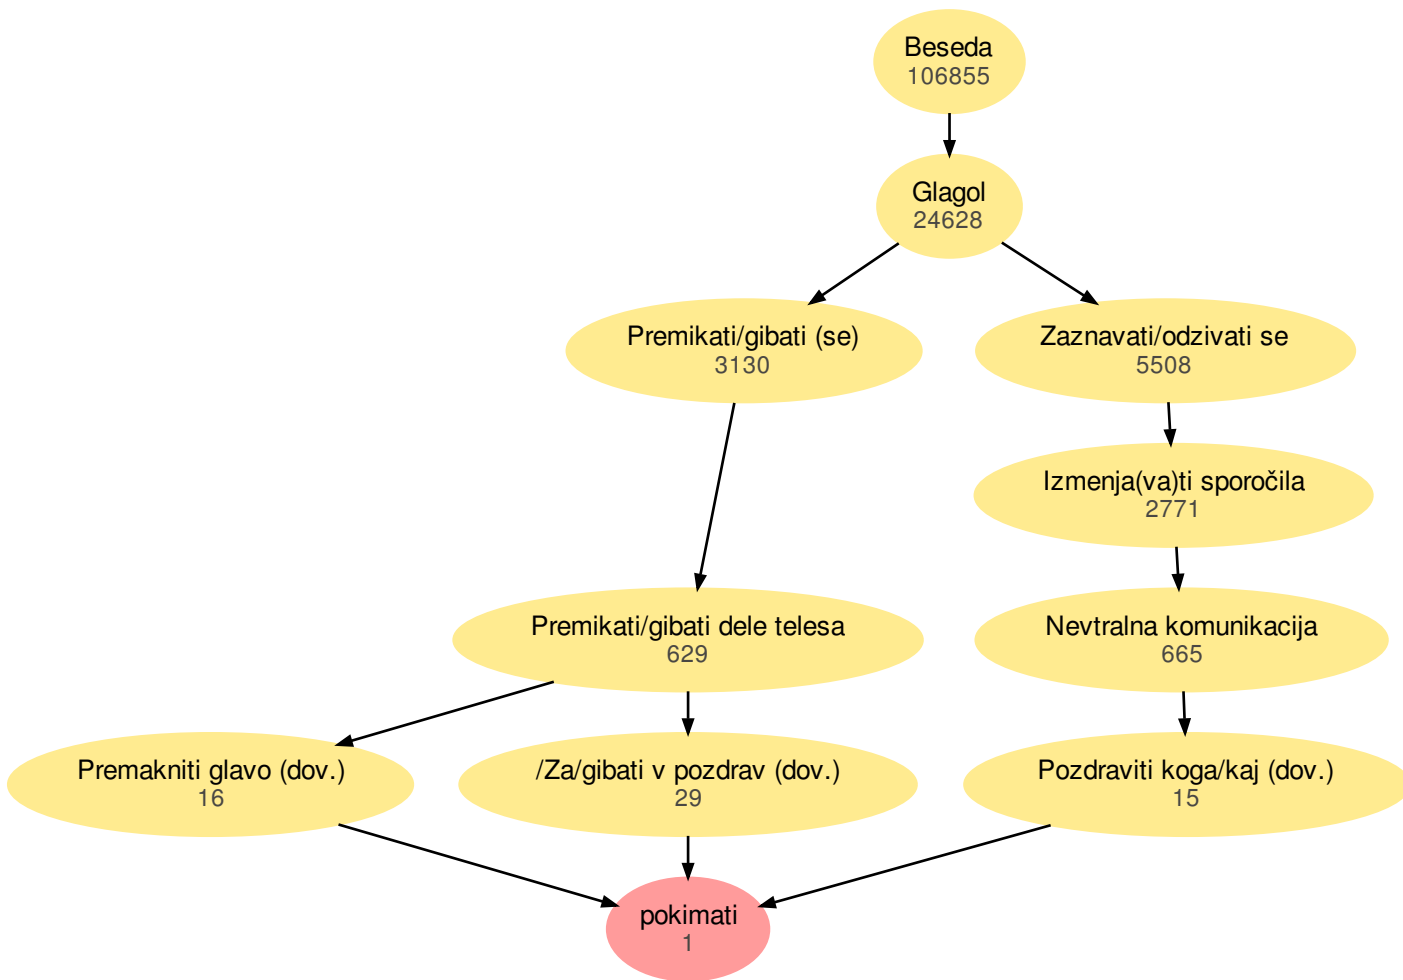 Beseda
106855
Glagol
24628
Premikati/gibati (se)
3130
Zaznavati/odzivati se
5508
Izmenja(va)ti sporočila
2771
Premikati/gibati dele telesa
629
Nevtralna komunikacija
665
Premakniti glavo (dov.)
16
/Za/gibati v pozdrav (dov.)
29
Pozdraviti koga/kaj (dov.)
15
pokimati
1